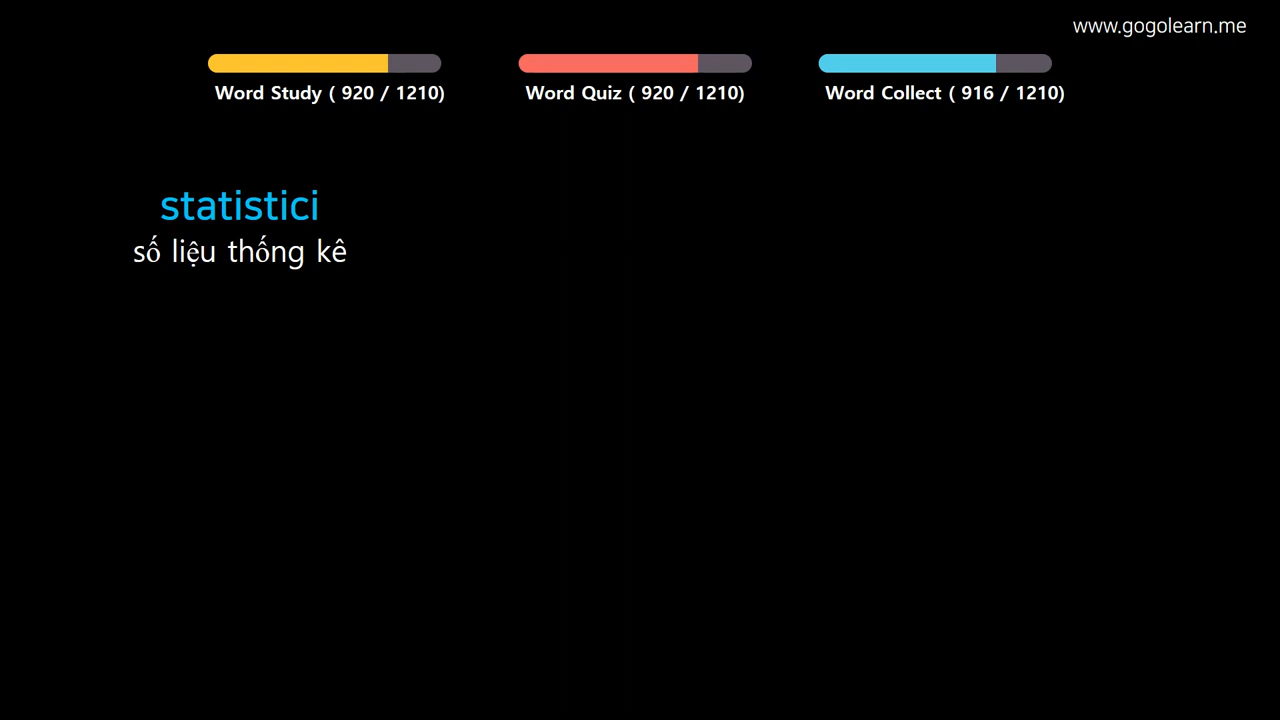 www.gogolearn.me
Word Study ( 920 / 1210)
Word Quiz ( 920 / 1210)
Word Collect ( 916 / 1210)
statistici
số liệu thống kê